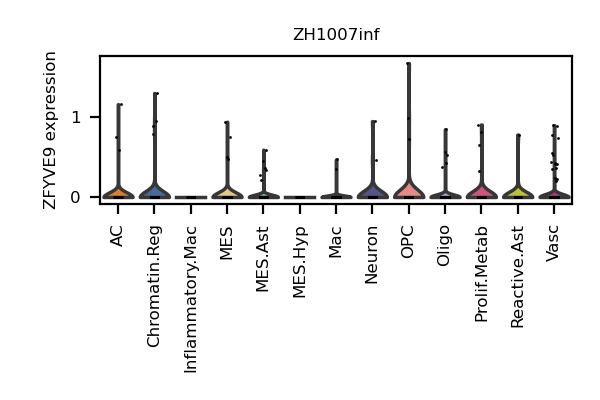 ZH1007inf
ZFYVE9 expression
1
0
AC
Chromatin.Reg
Inflammatory.Mac
MES
MES.Ast
MES.Hyp
Mac
Neuron
OPC
Oligo
Prolif.Metab
Reactive.Ast
Vasc